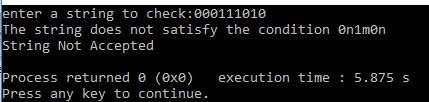 enter a string to check:000111010
The string does not satisfy the condition 0n1m0n
String Not Accepted
Process returned 0 (0x0)   execution time : 5.875 s
Press any key to continue.